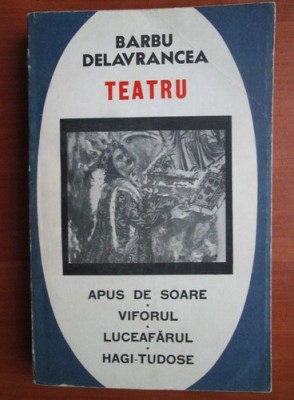 BARBU
DELAVRANCEA
TEATRU
APUS DE SOARE
•
VIFORUL
•
LUCEAFĂRUL
•
HAGI-TUDOSE